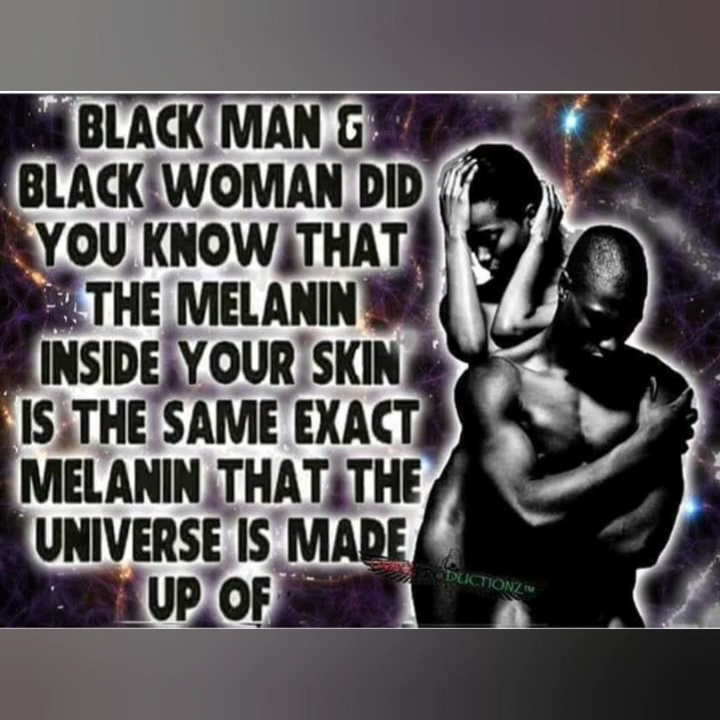 BLACK MAN &
BLACK WOMAN DID
YOU KNOW THAT
THE MELANIN
INSIDE YOUR SKIN
IS THE SAME EXACT
MELANIN THAT THE
UNIVERSE IS MADE
UP OF